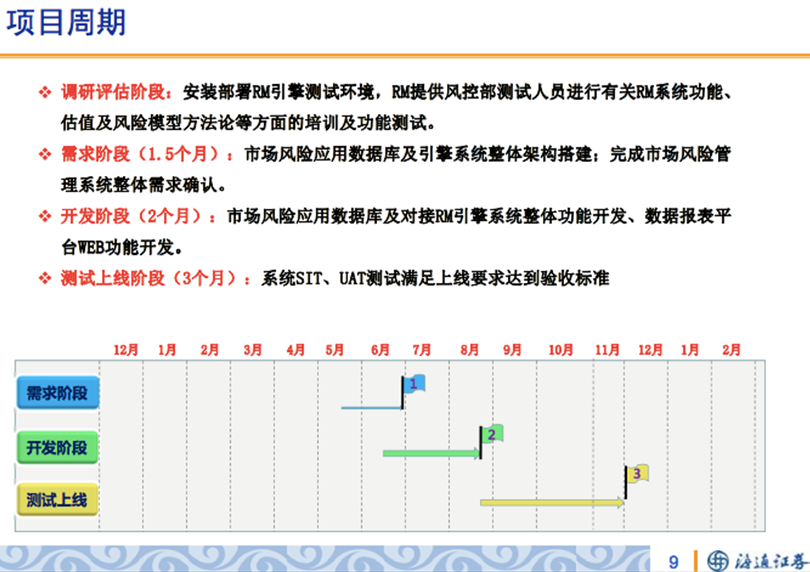 项目周期
调研评估阶段：安装部署RM引擎测试环境，RM提供风控部测试人员进行有关RM系统功能、
估值及风险模型方法论等方面的培训及功能测试。
需求阶段（1.5个月）：市场风险应用数据库及引擎系统整体架构搭建；完成市场风险管
理系统整体需求确认。
开发阶段（2个月）：市场风险应用数据库及对接RM引擎系统整体功能开发、数据报表平
台WEB功能开发。
测试上线阶段（3个月）：系统SIT、UAT测试满足上线要求达到验收标准
12月 1月 2月 3月 4月 5月 6月 7月 8月 9月 10月 11月 12月 1月 2月
需求阶段 1
开发阶段 2
测试上线 3
9 海通证券